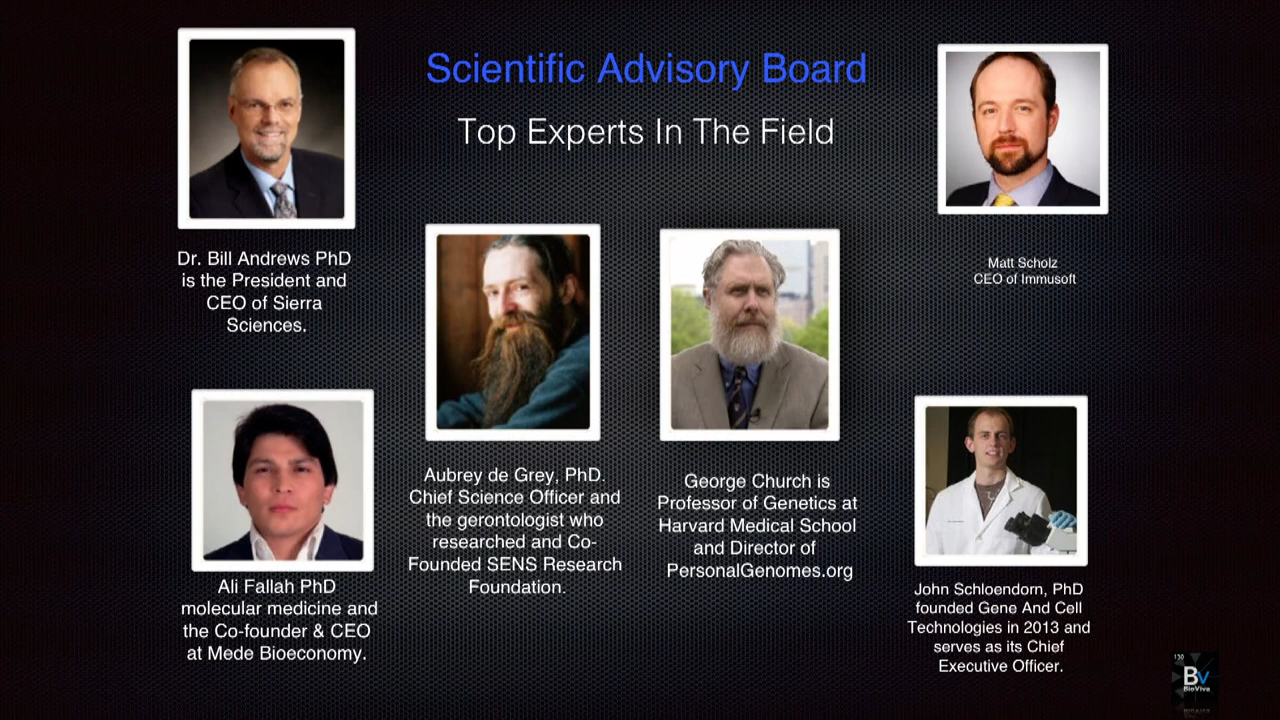 Scientific Advisory Board
Top Experts In The Field
Dr. Bill Andrews PhD
is the President and
CEO of Sierra
Sciences.
Matt Scholz
CEO of Immusoft
Aubrey de Grey, PhD.
Chief Science Officer and
the gerontologist who
researched and Co-
Founded SENS Research
Foundation.
George Church is
Professor of Genetics at
Harvard Medical School
and Director of
PersonalGenomes.org
Ali Fallah PhD
molecular medicine and
the Co-founder & CEO
at Mede Bioeconomy.
John Schloendorn, PhD
founded Gene And Cell
Technologies in 2013 and
serves as its Chief
Executive Officer.
Bv
BioViva